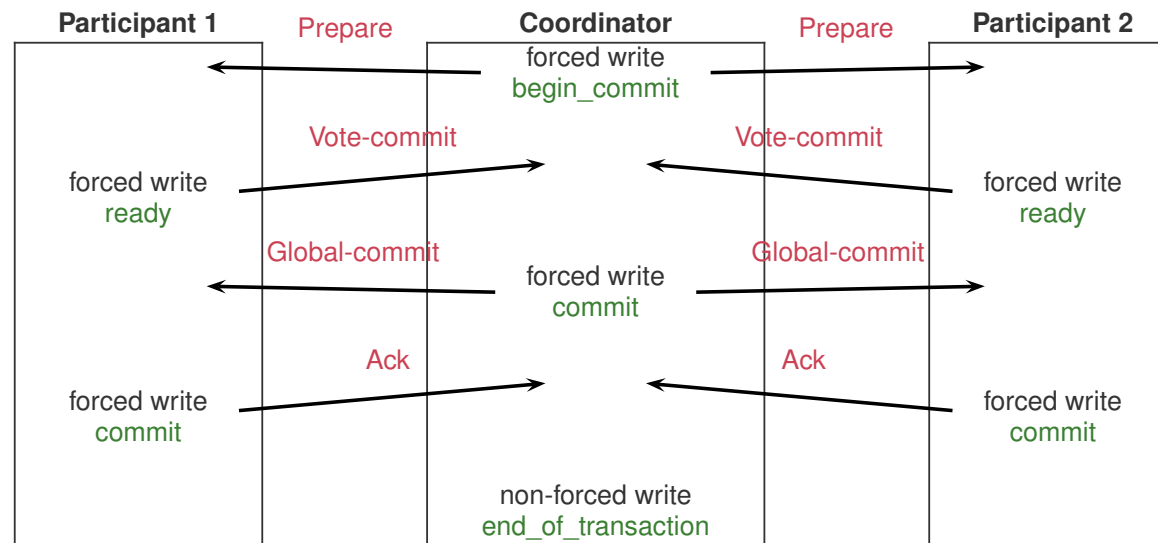 Participant 1
Prepare
Coordinator
Prepare
Participant 2
forced write
begin_commit
Vote-commit
Vote-commit
forced write
ready
forced write
ready
Global-commit
Global-commit
forced write
commit
Ack
Ack
forced write
commit
forced write
commit
non-forced write
end_of_transaction